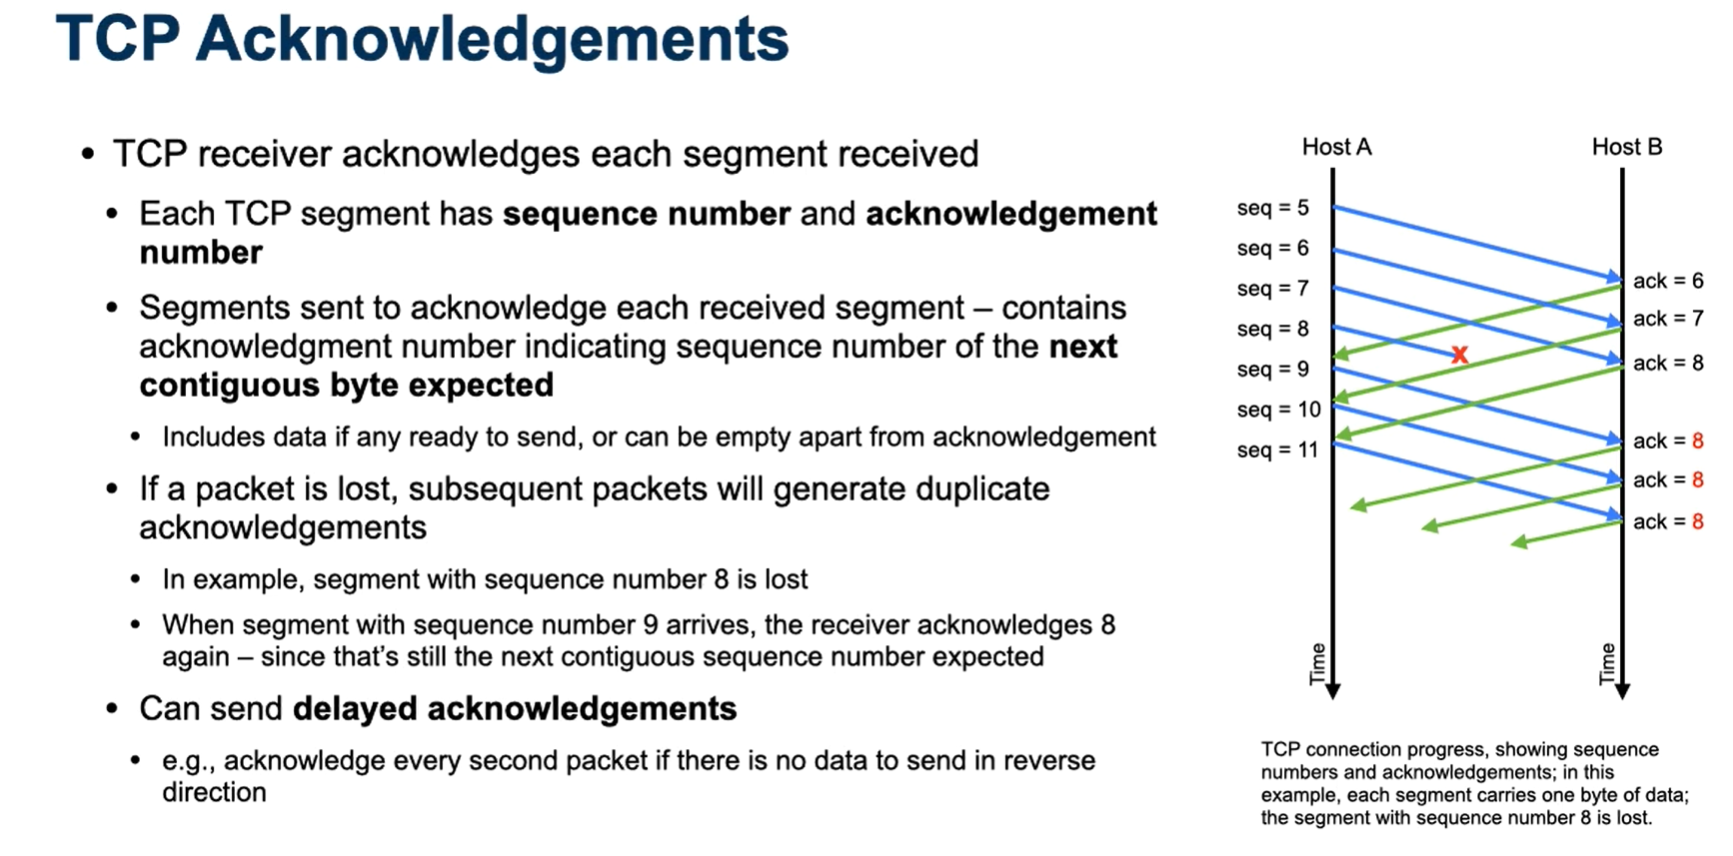 TCP Acknowledgements
• TCP receiver acknowledges each segment received
• Each TCP segment has sequence number and acknowledgement
number
• Segments sent to acknowledge each received segment – contains
acknowledgment number indicating sequence number of the next
contiguous byte expected
• Includes data if any ready to send, or can be empty apart from acknowledgement
• If a packet is lost, subsequent packets will generate duplicate
acknowledgements
• In example, segment with sequence number 8 is lost
• When segment with sequence number 9 arrives, the receiver acknowledges 8
again – since that's still the next contiguous sequence number expected
• Can send delayed acknowledgements
• e.g., acknowledge every second packet if there is no data to send in reverse
direction
Host A
Host B
seq = 5
seq = 6
seq = 7
seq = 8
seq = 9
seq = 10
seq = 11
X
ack = 6
ack = 7
ack = 8
ack = 8
ack = 8
ack = 8
Time
Time
TCP connection progress, showing sequence
numbers and acknowledgements; in this
example, each segment carries one byte of data;
the segment with sequence number 8 is lost.